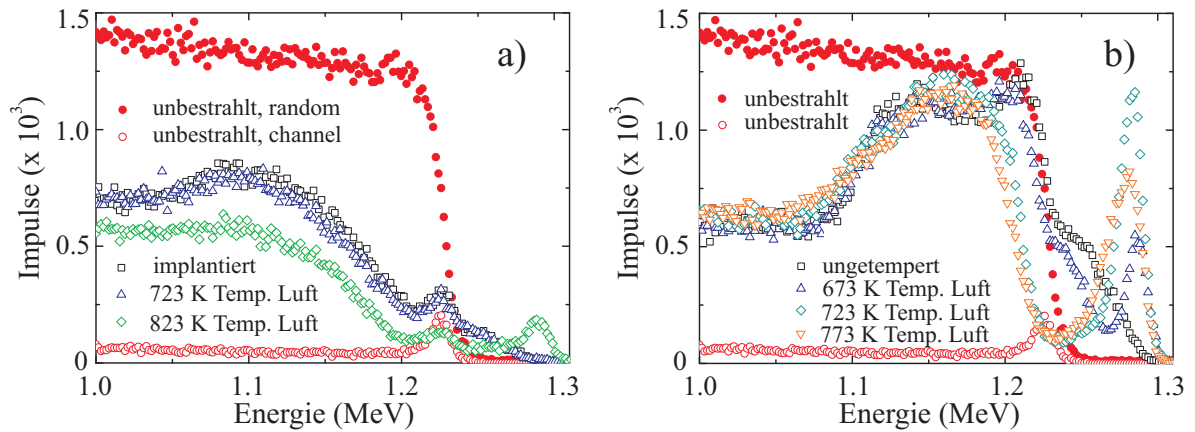 1.5
1.0
0.5
0
Impulse (x 10³)
a)
unbestrahlt, random
unbestrahlt, channel
implantiert
723 K Temp. Luft
823 K Temp. Luft
1.0
1.1
1.2
1.3
Energie (MeV)
1.5
1.0
0.5
0
Impulse (x 10³)
b)
unbestrahlt
unbestrahlt
ungetempert
673 K Temp. Luft
723 K Temp. Luft
773 K Temp. Luft
1.0
1.1
1.2
1.3
Energie (MeV)